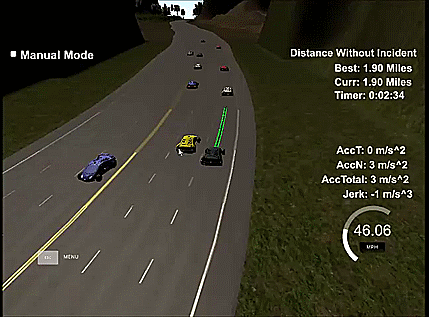 Manual Mode
Distance Without Incident
Best: 1.90 Miles
Curr: 1.90 Miles
Timer: 0:02:34
AccT: 0 m/s^2
AccN: 3 m/s^2
AccTotal: 3 m/s^2
Jerk: -1 m/s^3
46.06
MPH
MENU